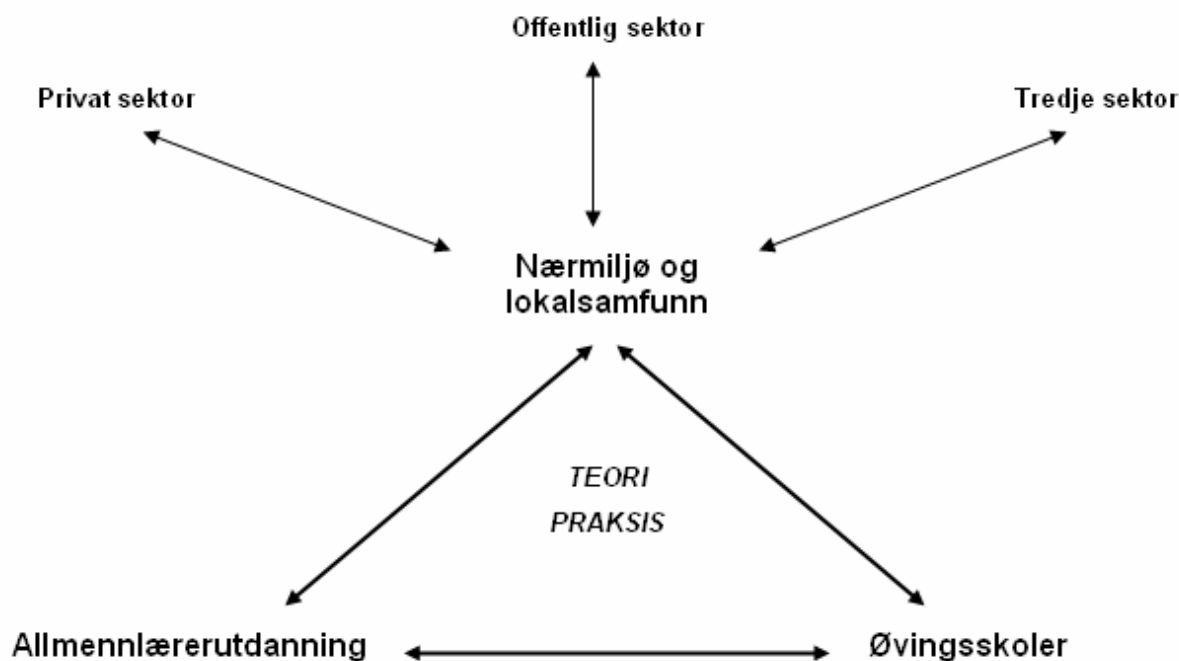 Offentlig sektor
Privat sektor
Tredje sektor
Nærmiljø og
lokalsamfunn
TEORI
PRAKSIS
Allmennlærerutdanning
Øvingsskoler